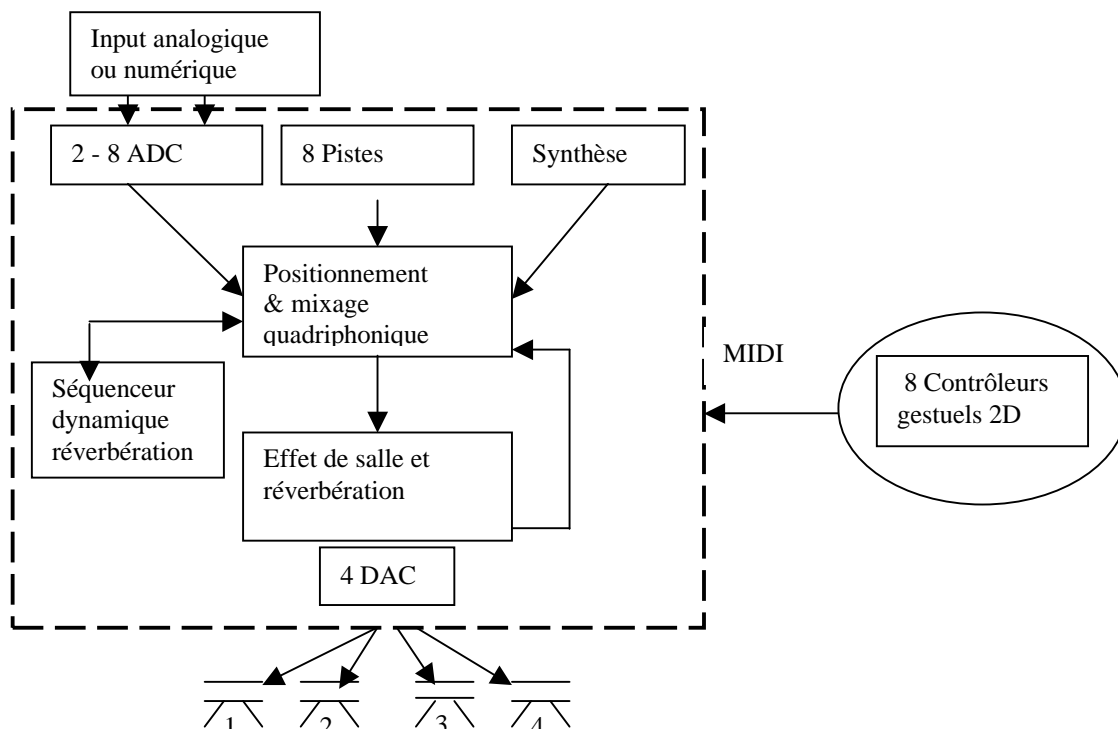 Input analogique
ou numérique
2 - 8 ADC
8 Pistes
Synthèse
Positionnement
& mixage
quadriphonique
MIDI
8 Contrôleurs
gestuels 2D
Séquenceur
dynamique
réverbération
Effet de salle et
réverbération
4 DAC
1
2
3
4